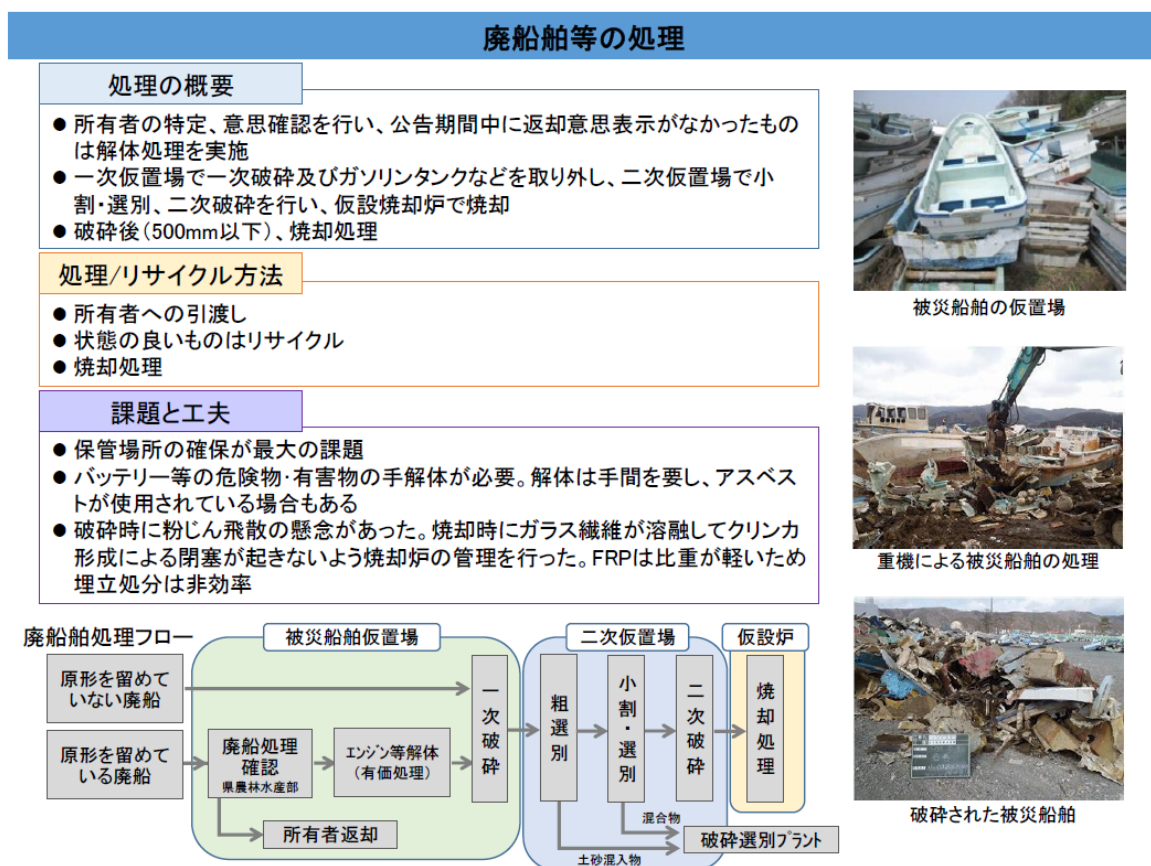 廃船舶等の処理
処理の概要
● 所有者の特定、意思確認を行い、公告期間中に返却意思表示がなかったもの
は解体処理を実施
● 一次仮置場で一次破砕及びガソリンタンクなどを取り外し、二次仮置場で小
割・選別、二次破砕を行い、仮設焼却炉で焼却
● 破砕後(500mm以下)、焼却処理
処理/リサイクル方法
● 所有者への引渡し
● 状態の良いものはリサイクル
● 焼却処理
課題と工夫
● 保管場所の確保が最大の課題
● バッテリー等の危険物・有害物の手解体が必要。解体は手間を要し、アスベス
トが使用されている場合もある
● 破砕時に粉じん飛散の懸念があった。焼却時にガラス繊維が溶融してクリンカ
形成による閉塞が起きないよう焼却炉の管理を行った。FRPは比重が軽いため
埋立処分は非効率
被災船舶の仮置場
重機による被災船舶の処理
破砕された被災船舶
廃船舶処理フロー
被災船舶仮置場
二次仮置場
仮設炉
原形を留めて
いない廃船
原形を留めて
いる廃船
廃船処理
確認
県農林水産部
エンジン等解体
(有価処理)
所有者返却
一次破砕
粗選別
小割・選別
二次破砕
焼却処理
混合物
土砂混入物
破砕選別プラント